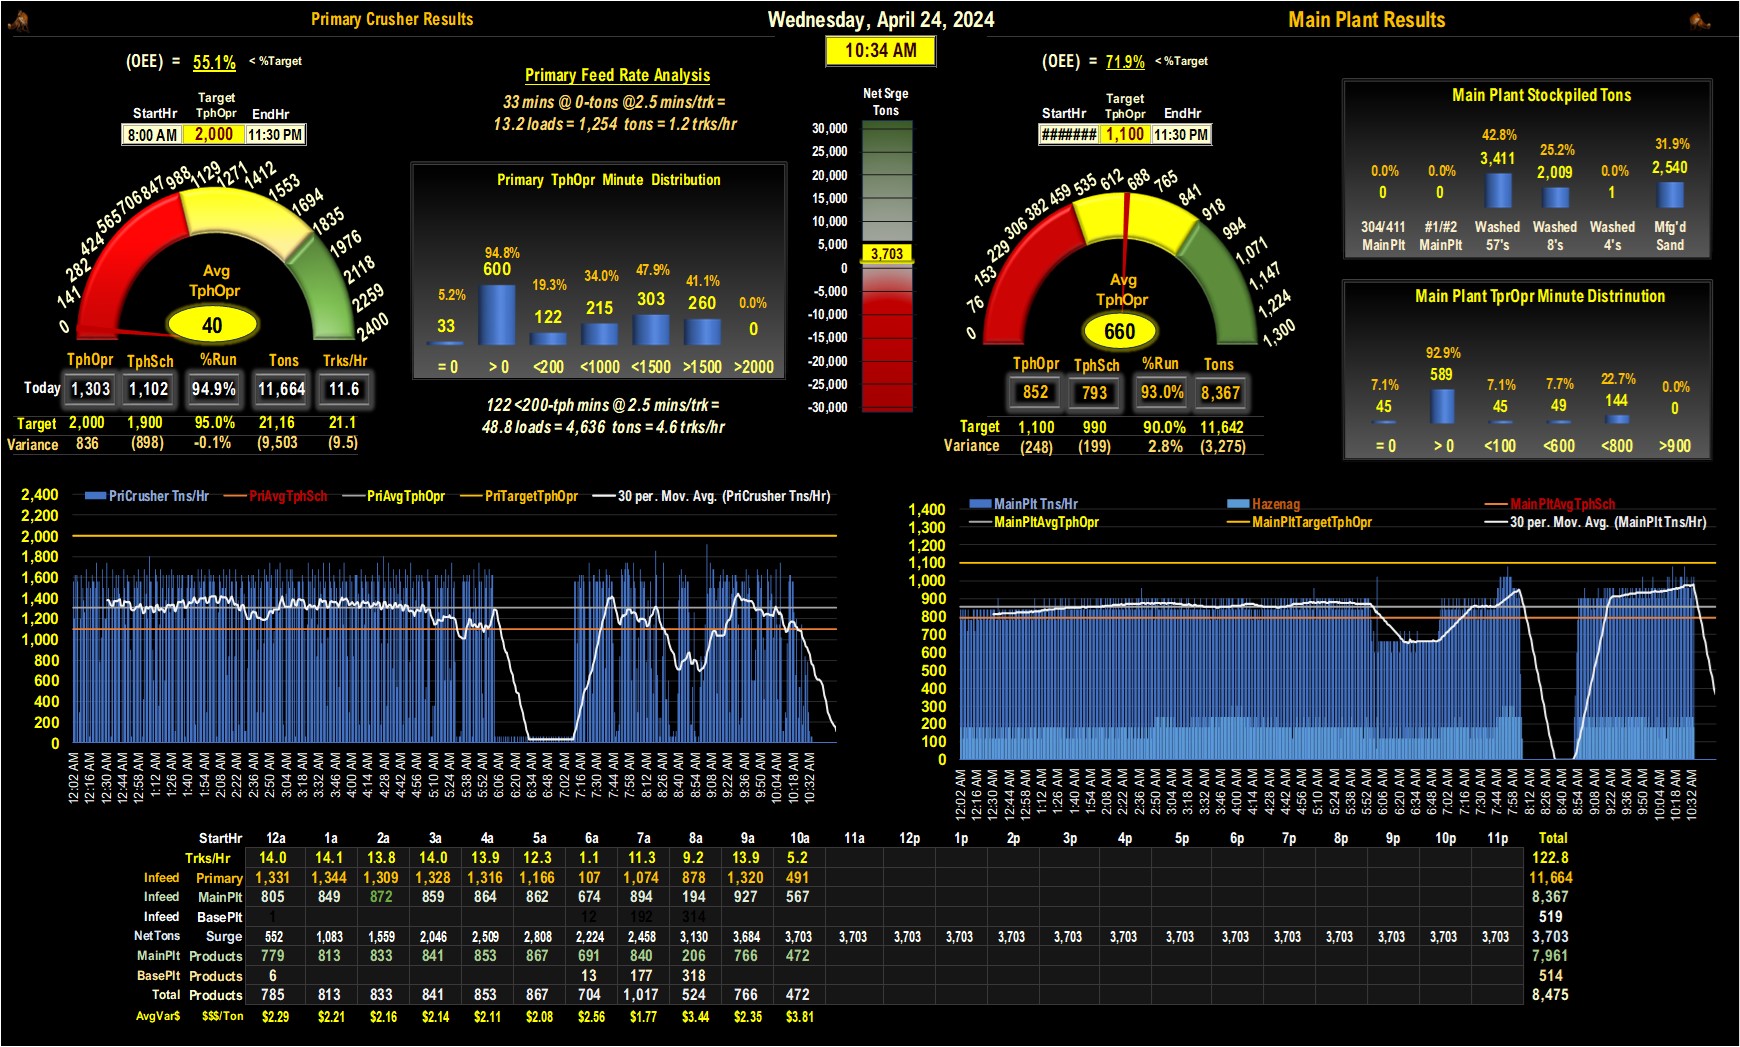 Primary Crusher Results
Wednesday, April 24, 2024
Main Plant Results
10:34 AM
(OEE) = 55.1% < %Target
StartHr Target TphOpr EndHr
8:00 AM 2,000 11:30 PM
0 141 282 424 565 706 847 988 1129 1271 1412 1553 1694 1835 1976 2118 2259 2400
Avg
TphOpr
40
TphOpr TphSch %Run Tons Trks/Hr
Today 1,303 1,102 94.9% 11,664 11.6
Target 2,000 1,900 95.0% 21,16 21.1
Variance 836 (898) -0.1% (9,503 (9.5)
Primary Feed Rate Analysis
33 mins @ 0-tons @2.5 mins/trk =
13.2 loads = 1,254 tons = 1.2 trks/hr
Primary TphOpr Minute Distribution
5.2% 94.8% 19.3% 34.0% 47.9% 41.1% 0.0%
33 600 122 215 303 260 0
= 0 > 0 <200 <1000 <1500 >1500 >2000
122 <200-tph mins @ 2.5 mins/trk =
48.8 loads = 4,636 tons = 4.6 trks/hr
Net Srge
Tons
30,000
25,000
20,000
15,000
10,000
5,000
3,703
0
-5,000
-10,000
-15,000
-20,000
-25,000
-30,000
(OEE) = 71.9% < %Target
StartHr Target TphOpr EndHr
####### 1,100 11:30 PM
0 76 153 229 306 382 459 535 612 688 765 841 918 994 1,071 1,147 1,224 1,300
Avg
TphOpr
660
TphOpr TphSch %Run Tons
852 793 93.0% 8,367
Target 1,100 990 90.0% 11,642
Variance (248) (199) 2.8% (3,275)
Main Plant Stockpiled Tons
0.0% 0.0% 42.8% 25.2% 0.0% 31.9%
0 0 3,411 2,009 1 2,540
304/411 #1/#2 Washed Washed Washed Mfg'd
MainPlt MainPlt 57's 8's 4's Sand
Main Plant TprOpr Minute Distrinution
7.1% 92.9% 7.1% 7.7% 22.7% 0.0%
45 589 45 49 144 0
= 0 > 0 <100 <600 <800 >900
PriCrusher Tns/Hr PriAvgTphSch PriAvgTphOpr PriTargetTphOpr 30 per. Mov. Avg. (PriCrusher Tns/Hr)
2,400
2,200
2,000
1,800
1,600
1,400
1,200
1,000
800
600
400
200
0
12:02 AM 12:16 AM 12:30 AM 12:44 AM 12:58 AM 1:12 AM 1:26 AM 1:40 AM 1:54 AM 2:08 AM 2:22 AM 2:36 AM 2:50 AM 3:04 AM 3:18 AM 3:32 AM 3:46 AM 4:00 AM 4:14 AM 4:28 AM 4:42 AM 4:56 AM 5:10 AM 5:24 AM 5:38 AM 5:52 AM 6:06 AM 6:20 AM 6:34 AM 6:48 AM 7:02 AM 7:16 AM 7:30 AM 7:44 AM 7:58 AM 8:12 AM 8:26 AM 8:40 AM 8:54 AM 9:08 AM 9:22 AM 9:36 AM 9:50 AM 10:04 AM 10:18 AM 10:32 AM
MainPlt Tns/Hr Hazenag MainPltAvgTphSch
MainPltAvgTphOpr MainPltTargetTphOpr 30 per. Mov. Avg. (MainPlt Tns/Hr)
1,400
1,300
1,200
1,100
1,000
900
800
700
600
500
400
300
200
100
0
12:02 AM 12:16 AM 12:30 AM 12:44 AM 12:58 AM 1:12 AM 1:26 AM 1:40 AM 1:54 AM 2:08 AM 2:22 AM 2:36 AM 2:50 AM 3:04 AM 3:18 AM 3:32 AM 3:46 AM 4:00 AM 4:14 AM 4:28 AM 4:42 AM 4:56 AM 5:10 AM 5:24 AM 5:38 AM 5:52 AM 6:06 AM 6:20 AM 6:34 AM 6:48 AM 7:02 AM 7:16 AM 7:30 AM 7:44 AM 7:58 AM 8:12 AM 8:26 AM 8:40 AM 8:54 AM 9:08 AM 9:22 AM 9:36 AM 9:50 AM 10:04 AM 10:18 AM 10:32 AM
StartHr 12a 1a 2a 3a 4a 5a 6a 7a 8a 9a 10a 11a 12p 1p 2p 3p 4p 5p 6p 7p 8p 9p 10p 11p Total
Trks/Hr 14.0 14.1 13.8 14.0 13.9 12.3 1.1 11.3 9.2 13.9 5.2 122.8
Infeed Primary 1,331 1,344 1,309 1,328 1,316 1,166 107 1,074 878 1,320 491 11,664
Infeed MainPlt 805 849 872 859 864 862 674 894 194 927 567 8,367
Infeed BasePlt 1 12 192 314 519
NetTons Surge 552 1,083 1,559 2,046 2,509 2,808 2,224 2,458 3,130 3,684 3,703 3,703 3,703 3,703 3,703 3,703 3,703 3,703 3,703 3,703 3,703 3,703 3,703 3,703 3,703
MainPlt Products 779 813 833 841 853 867 691 840 206 766 472 7,961
BasePlt Products 6 13 177 318 514
Total Products 785 813 833 841 853 867 704 1,017 524 766 472 8,475
AvgVar$ $$$/Ton $2.29 $2.21 $2.16 $2.14 $2.11 $2.08 $2.56 $1.77 $3.44 $2.35 $3.81